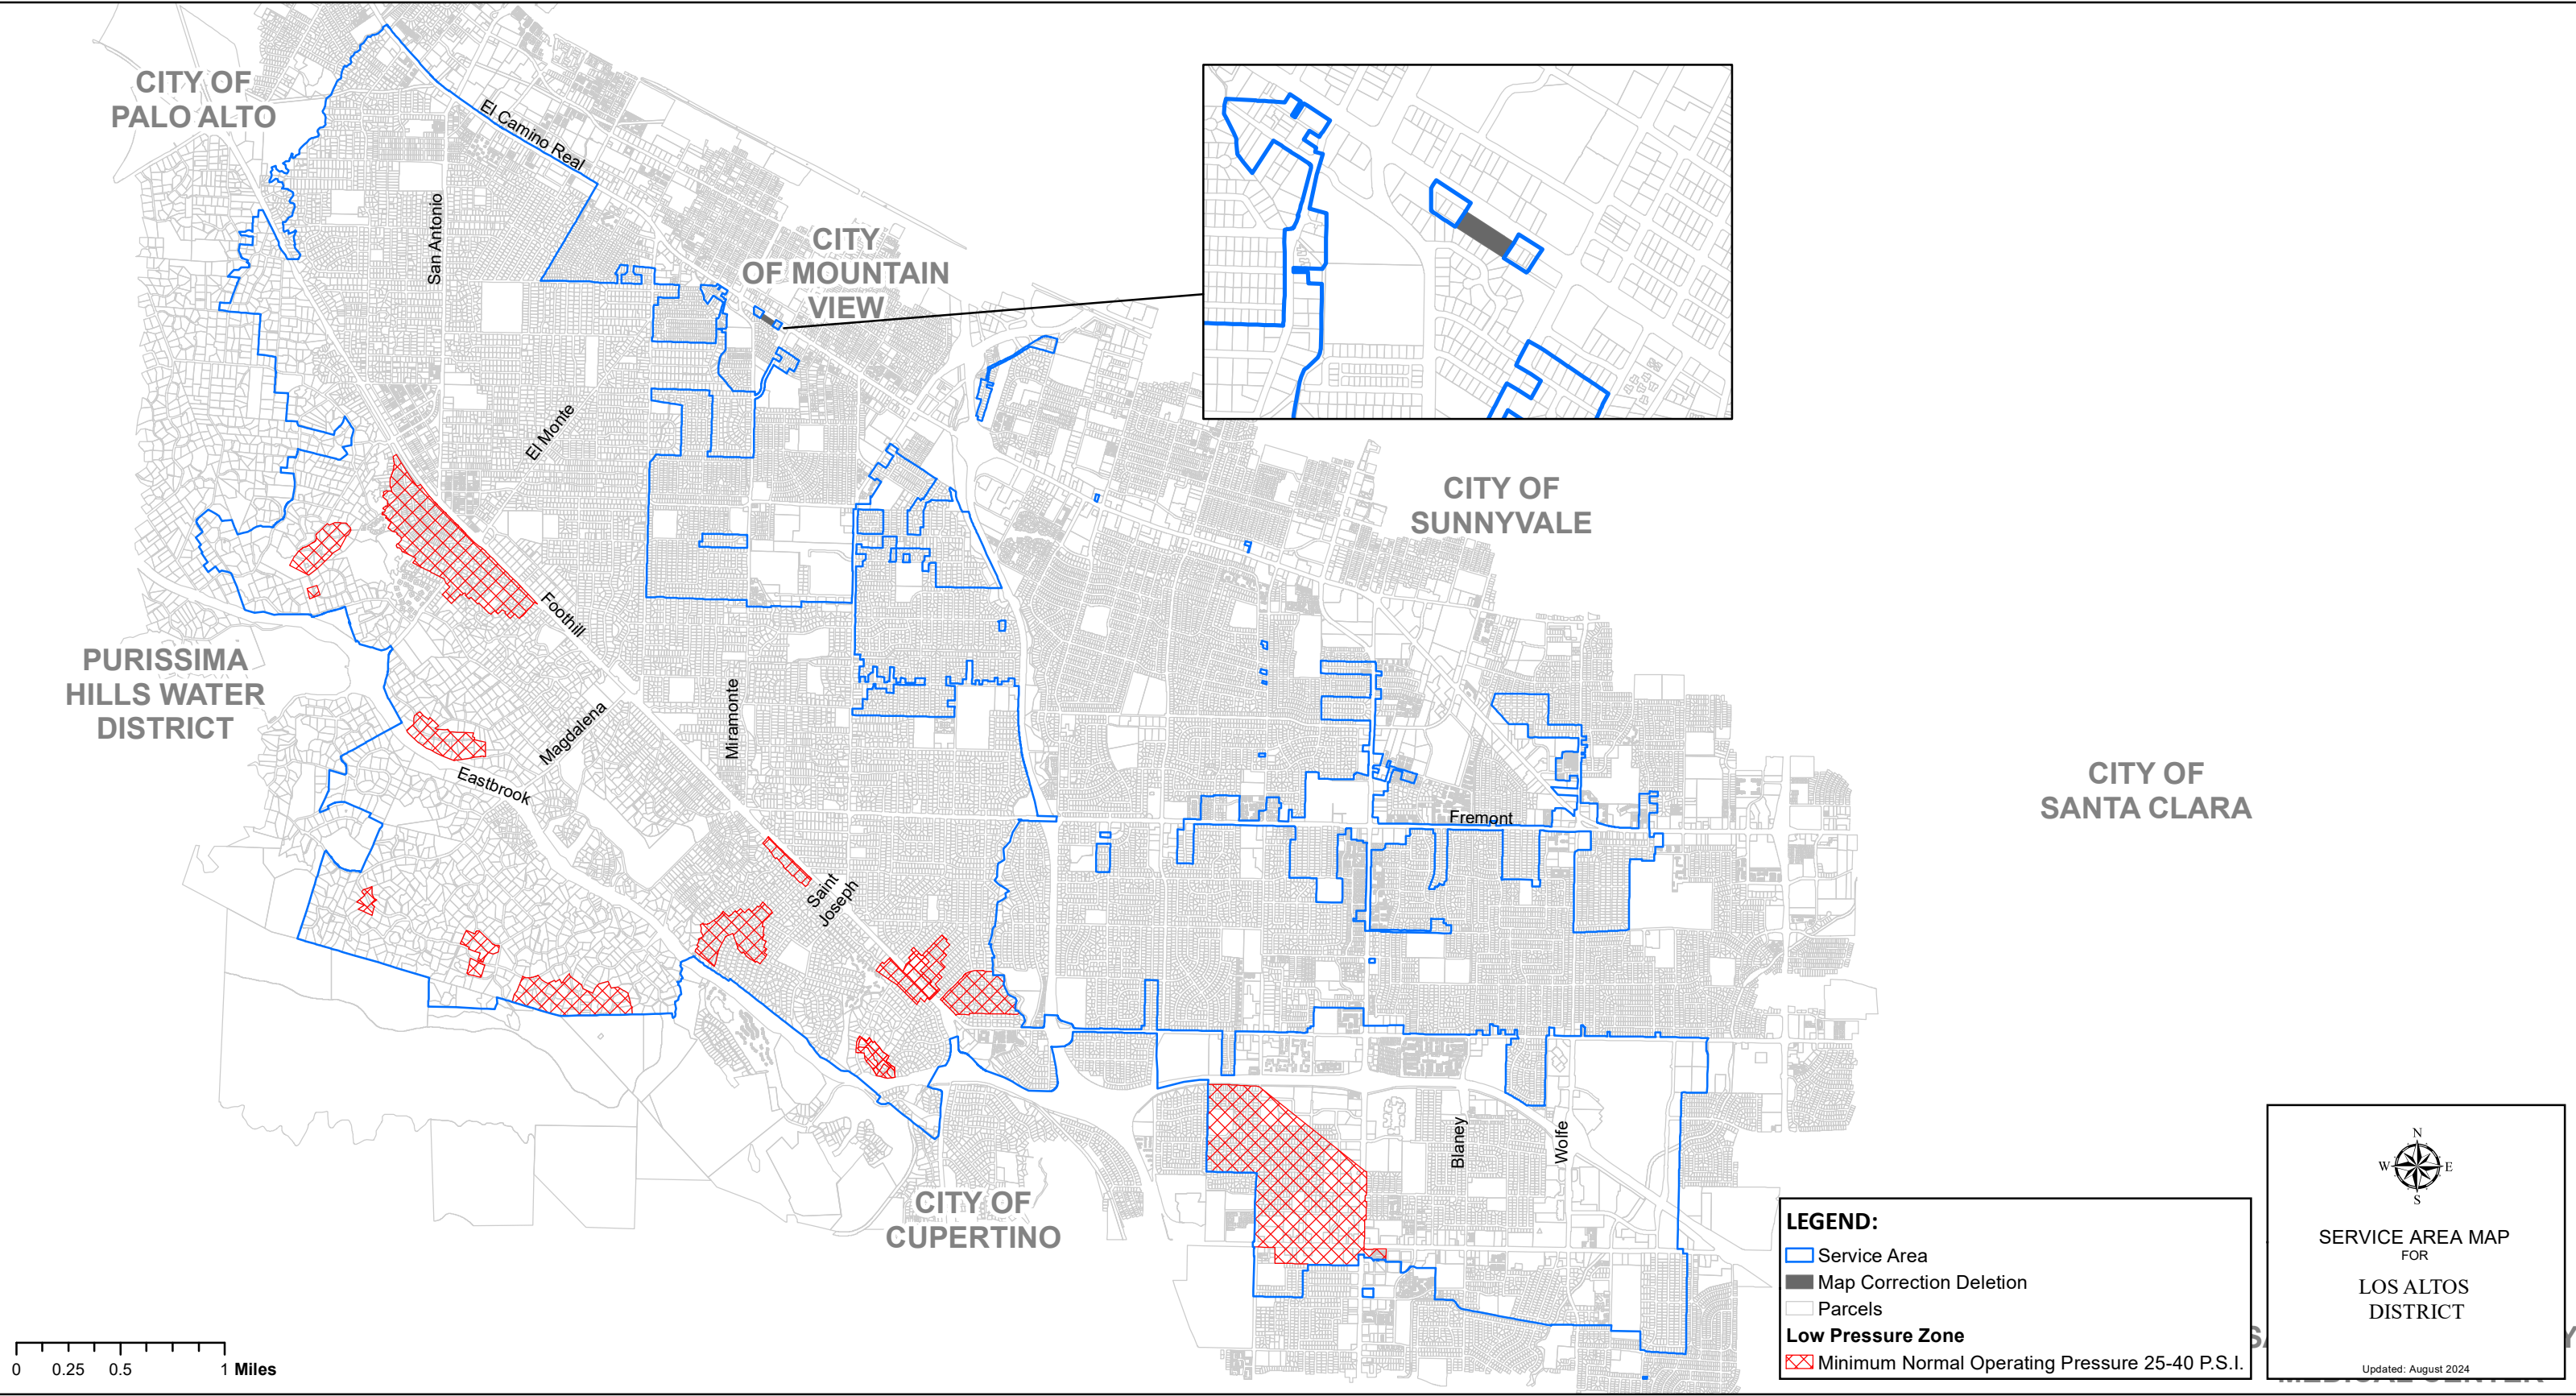 CITY OF
PALO ALTO
El Camino Real
San Antonio
CITY
OF MOUNTAIN
VIEW
El Monte
CITY OF
SUNNYVALE
Foothill
PURISSIMA
HILLS WATER
DISTRICT
Magdalena
Miramonte
Eastbrook
CITY OF
SANTA CLARA
Fremont
Saint
Joseph
Blaney
Wolfe
CITY OF
CUPERTINO
LEGEND:
Service Area
Map Correction Deletion
Parcels
Low Pressure Zone
Minimum Normal Operating Pressure 25-40 P.S.I.
N
W E
S
SERVICE AREA MAP
FOR
LOS ALTOS
DISTRICT
Updated: August 2024
0 0.25 0.5 1 Miles